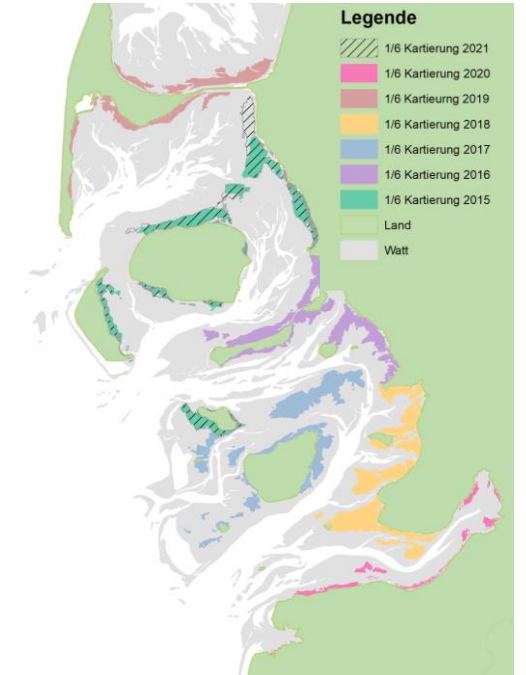 Legende
1/6 Kartierung 2021
1/6 Kartierung 2020
1/6 Kartieurng 2019
1/6 Kartierung 2018
1/6 Kartierung 2017
1/6 Kartierung 2016
1/6 Kartierung 2015
Land
Watt